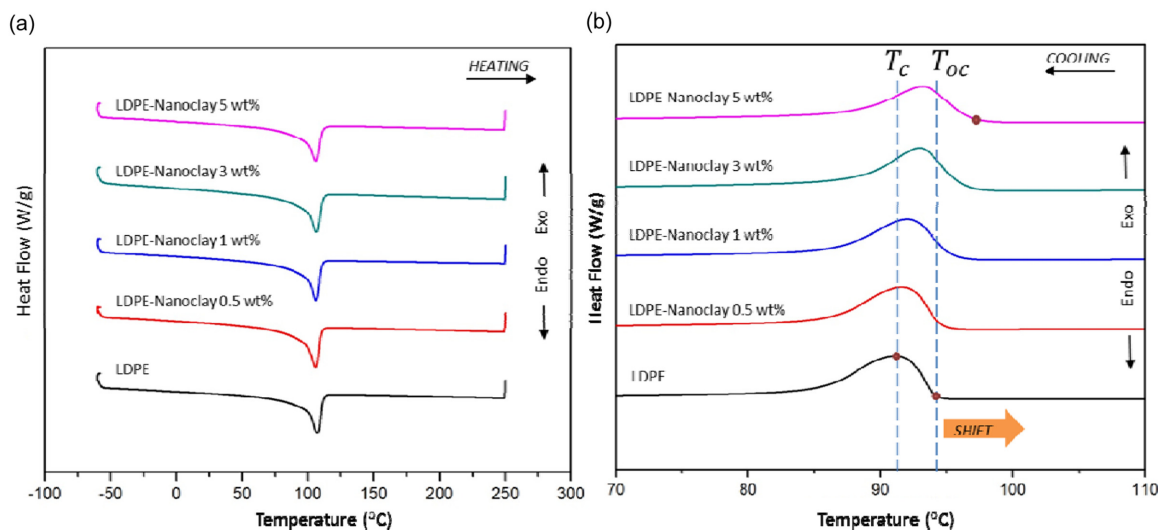 (a)
HEATING
LDPE-Nanoclay 5 wt%
LDPE-Nanoclay 3 wt%
LDPE-Nanoclay 1 wt%
LDPE-Nanoclay 0.5 wt%
LDPE
Exo
Endo
Heat Flow (W/g)
-100 -50 0 50 100 150 200 250 300
Temperature (°C)
(b)
Tc Toc
COOLING
LDPE-Nanoclay 5 wt%
LDPE-Nanoclay 3 wt%
LDPE-Nanoclay 1 wt%
LDPE-Nanoclay 0.5 wt%
LDPE
SHIFT
Exo
Endo
Heat Flow (W/g)
70 80 90 100 110
Temperature (°C)